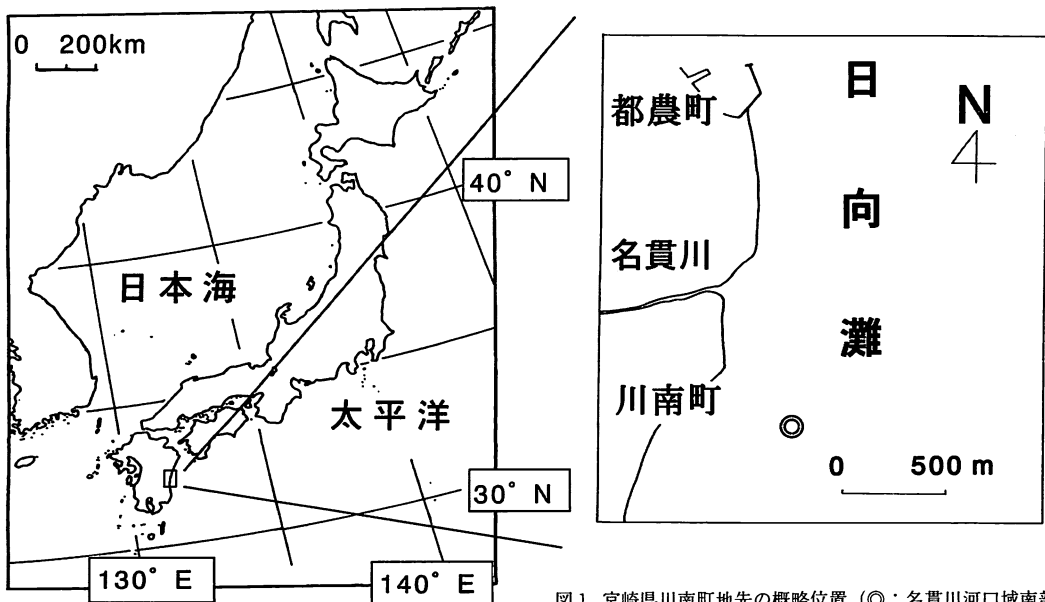 0 200km
40° N
日本海
太平洋
30° N
130° E
140° E
日向灘
N
都農町
名貫川
川南町
0 500 m
図1 宮崎県川南町地先の概略位置（◎：名貫川河口域南